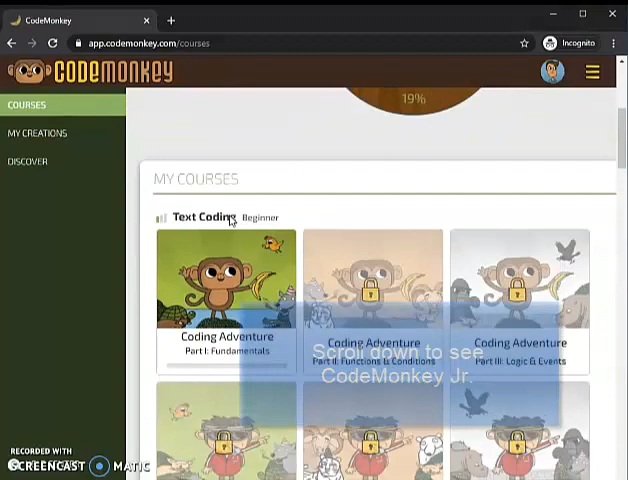 CodeMonkey
app.codemonkey.com/courses
Incognito
CODEMONKEY
COURSES
MY CREATIONS
DISCOVER
19%
MY COURSES
Text Coding Beginner
Coding Adventure
Part I: Fundamentals
Coding Adventure
Part II: Functions & Conditions
Coding Adventure
Part III: Logic & Events
Scroll down to see
CodeMonkey Jr.
RECORDED WITH
SCREENCAST MATIC